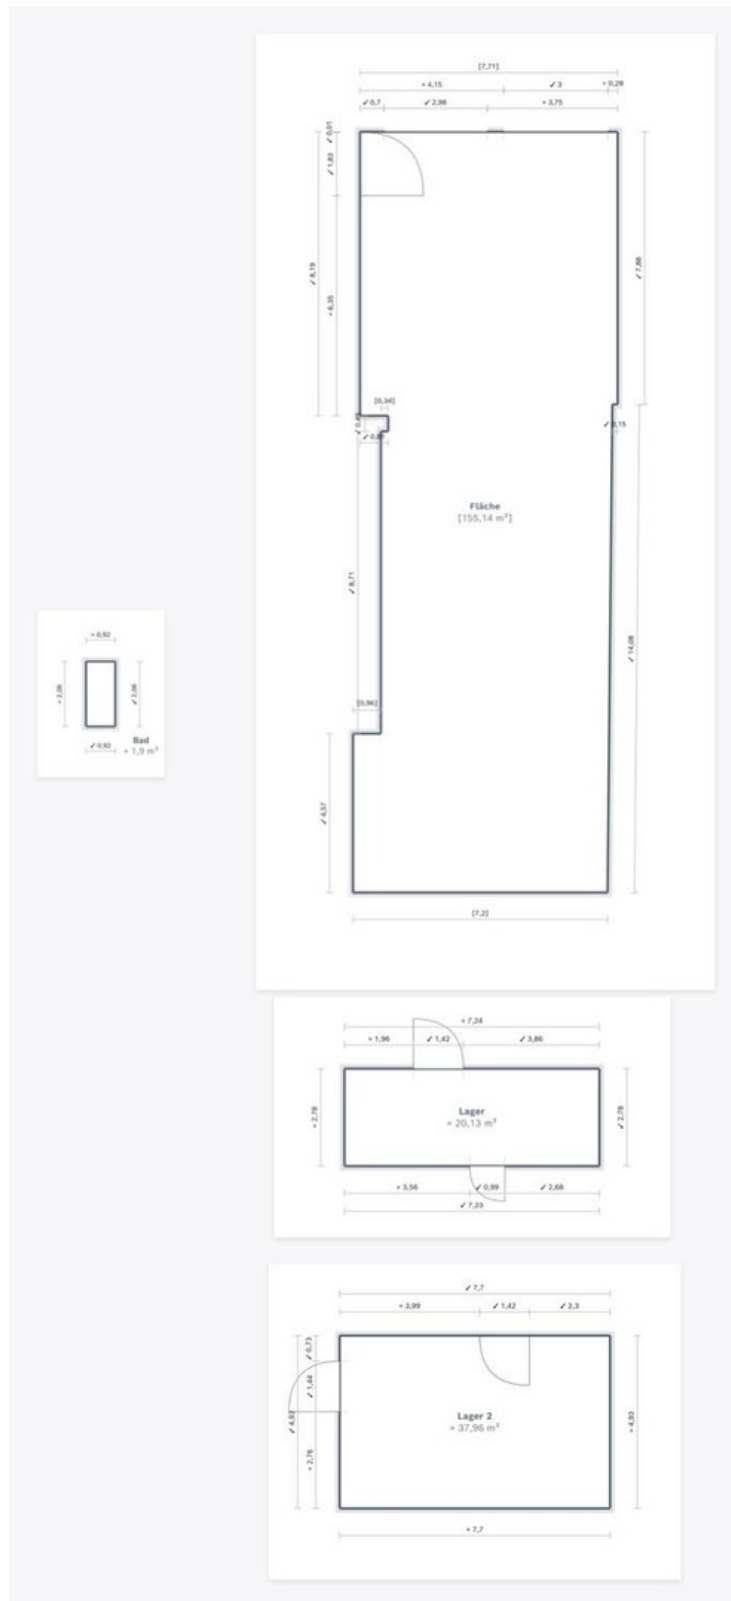 [7,71]
× 4,15 ✓ 3 × 0,28
✓ 0,7 ✓ 2,98 × 3,75
✓ 0,01
✓ 1,83
✓ 8,19
× 6,35
✓ 7,88
[0,34]
✓ 0,15
Fläche
[155,14 m²]
✓ 8,71
✓ 14,08
[0,96]
✓ 4,57
[7,2]
× 0,92
× 2,06
✓ 2,06
✓ 0,92
Bad
× 1,9 m²
× 7,24
× 1,96 ✓ 1,42 ✓ 3,86
× 2,78
✓ 2,78
Lager
× 20,13 m²
× 3,56 ✓ 0,99 ✓ 2,68
✓ 7,23
✓ 7,7
× 3,99 ✓ 1,42 ✓ 2,3
✓ 0,73
✓ 1,44
✓ 4,93
× 2,76
× 4,93
Lager 2
× 37,96 m²
× 7,7